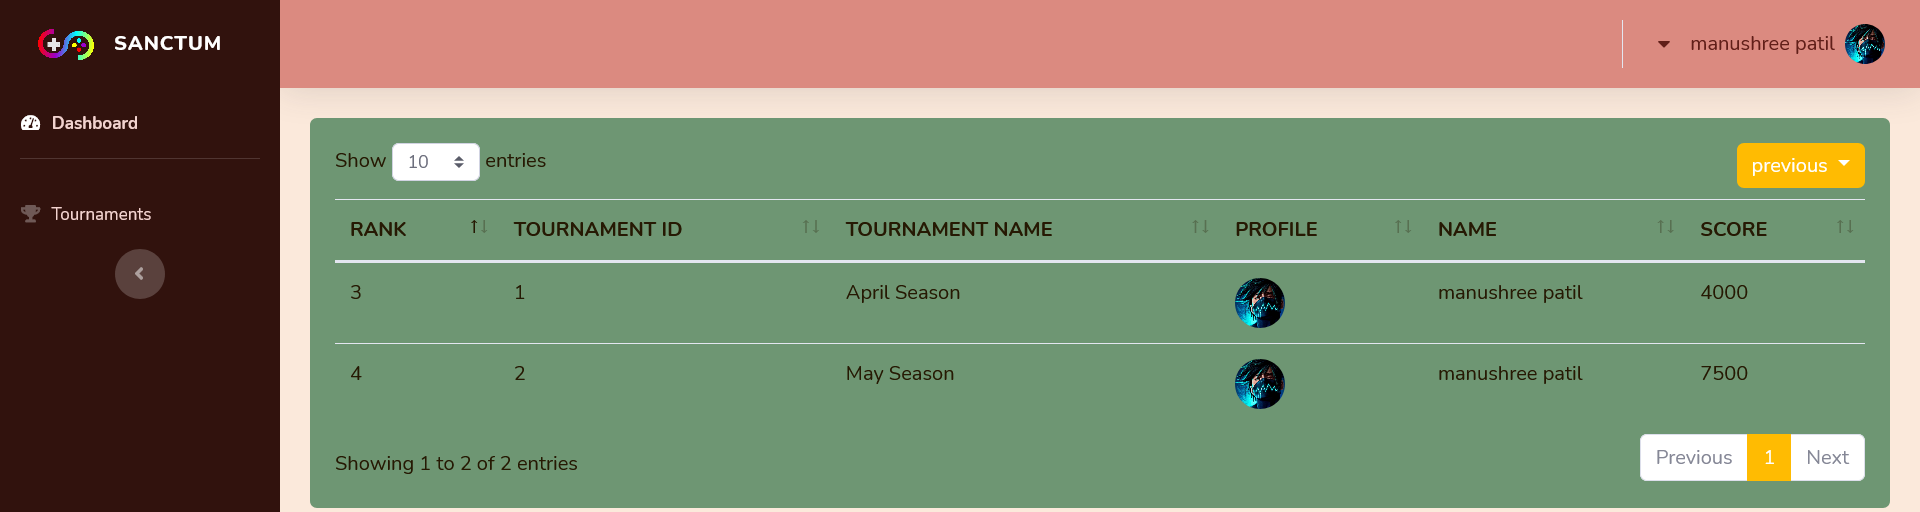 SANCTUM
manushree patil
Dashboard
Tournaments
Show 10 entries
previous
RANK TOURNAMENT ID TOURNAMENT NAME PROFILE NAME SCORE
3 1 April Season manushree patil 4000
4 2 May Season manushree patil 7500
Showing 1 to 2 of 2 entries
Previous 1 Next